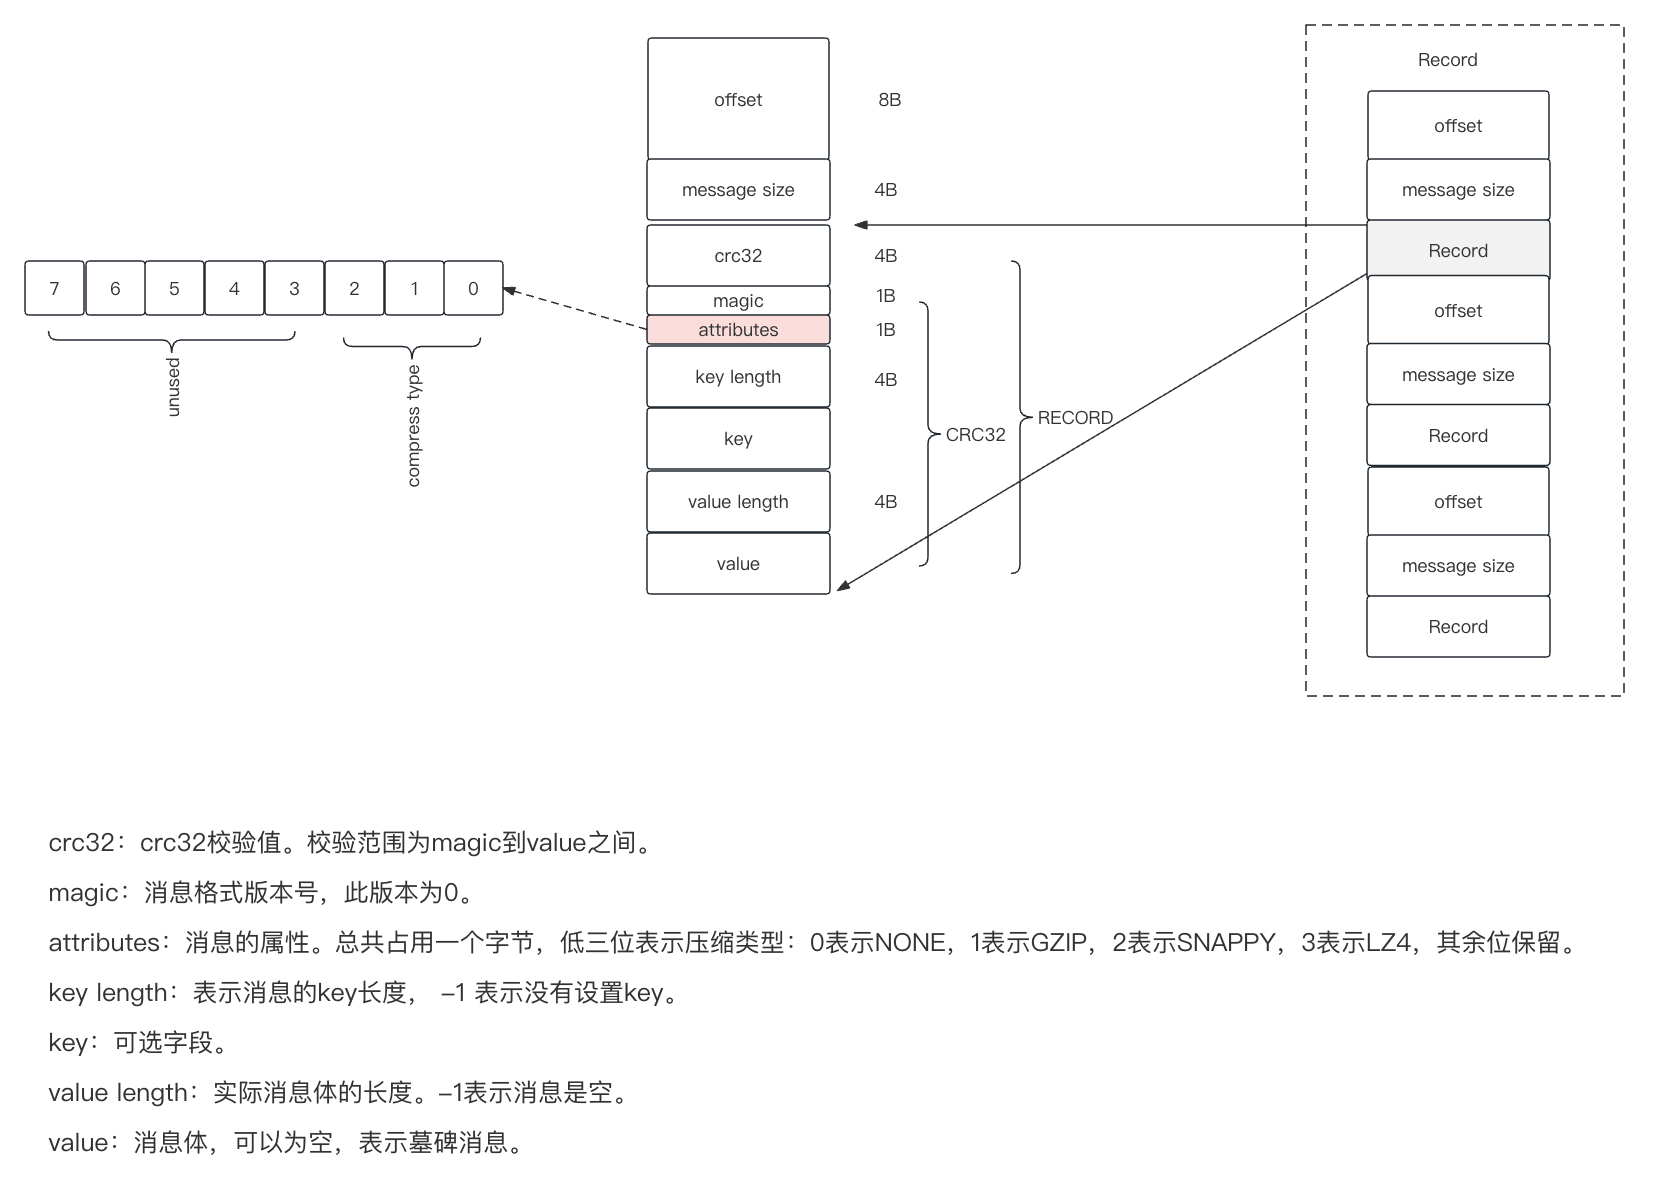 Record
offset
8B
offset
message size
4B
message size
crc32
4B
Record
7 6 5 4 3 2 1 0
magic
1B
offset
attributes
1B
unused
compress type
key length
4B
message size
RECORD
key
CRC32
Record
value length
4B
offset
value
message size
Record
crc32：crc32校验值。校验范围为magic到value之间。
magic：消息格式版本号，此版本为0。
attributes：消息的属性。总共占用一个字节，低三位表示压缩类型：0表示NONE，1表示GZIP，2表示SNAPPY，3表示LZ4，其余位保留。
key length：表示消息的key长度， –1 表示没有设置key。
key：可选字段。
value length：实际消息体的长度。–1表示消息是空。
value：消息体，可以为空，表示墓碑消息。